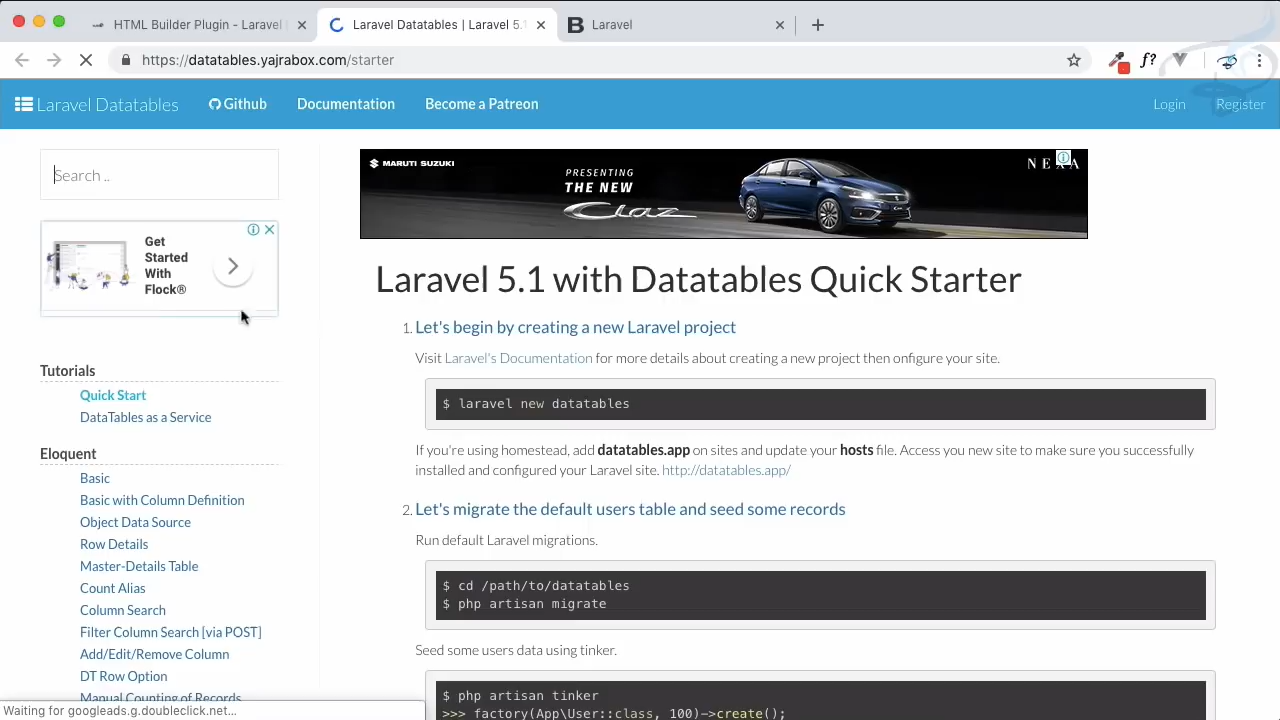 HTML Builder Plugin - Laravel
Laravel Datatables | Laravel 5.1
Laravel
https://datatables.yajrabox.com/starter
f?
Laravel Datatables
Github
Documentation
Become a Patreon
Login
Register
Search ..
Get
Started
With
Flock®
MARUTI SUZUKI
PRESENTING
THE NEW
Ciaz
NEXA
Laravel 5.1 with Datatables Quick Starter
1. Let's begin by creating a new Laravel project
Visit Laravel's Documentation for more details about creating a new project then onfigure your site.
$ laravel new datatables
If you're using homestead, add datatables.app on sites and update your hosts file. Access you new site to make sure you successfully
installed and configured your Laravel site. http://datatables.app/
2. Let's migrate the default users table and seed some records
Run default Laravel migrations.
$ cd /path/to/datatables
$ php artisan migrate
Seed some users data using tinker.
$ php artisan tinker
>>> factory(App\User::class, 100)->create();
Tutorials
Quick Start
DataTables as a Service
Eloquent
Basic
Basic with Column Definition
Object Data Source
Row Details
Master-Details Table
Count Alias
Column Search
Filter Column Search [via POST]
Add/Edit/Remove Column
DT Row Option
Manual Counting of Records
Waiting for googleads.g.doubleclick.net...